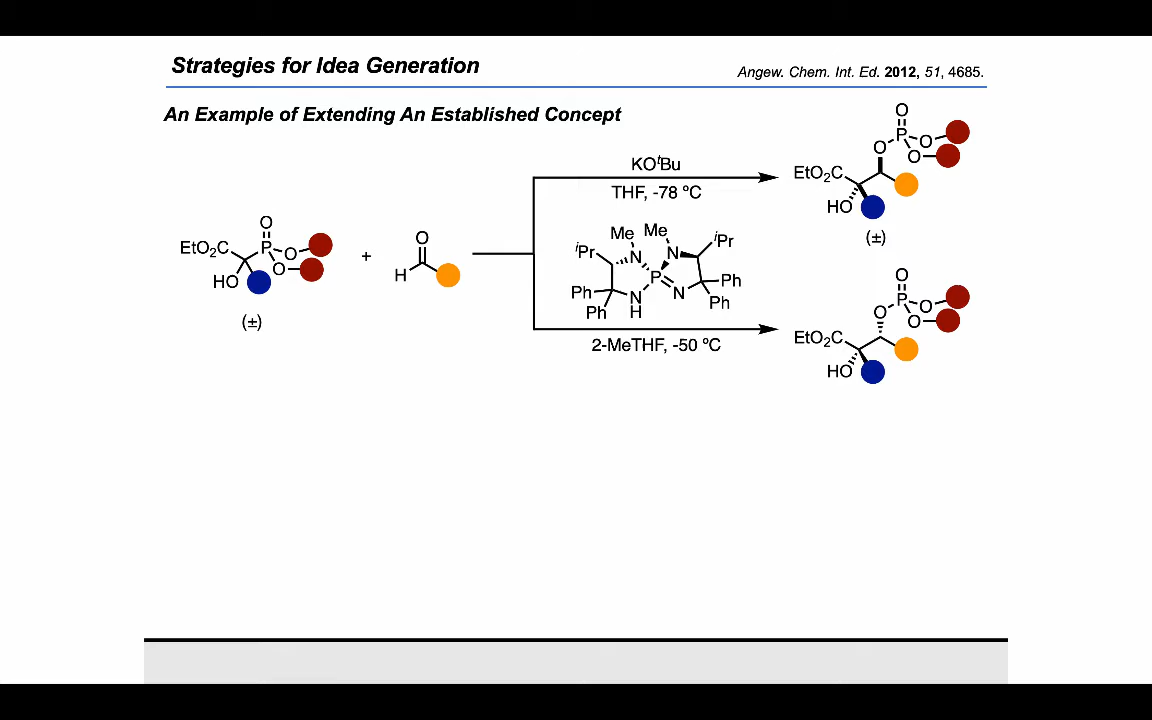 Strategies for Idea Generation
Angew. Chem. Int. Ed. 2012, 51, 4685.
An Example of Extending An Established Concept
EtO₂C
HO
O
P
O
O
(±)
+
O
H
KOᵗBu
THF, -78 ºC
Me
Me
ⁱPr
N
N
ⁱPr
P
Ph
Ph
N
H
N
Ph
Ph
2-MeTHF, -50 ºC
O
P
O
O
O
EtO₂C
HO
(±)
O
P
O
O
O
EtO₂C
HO